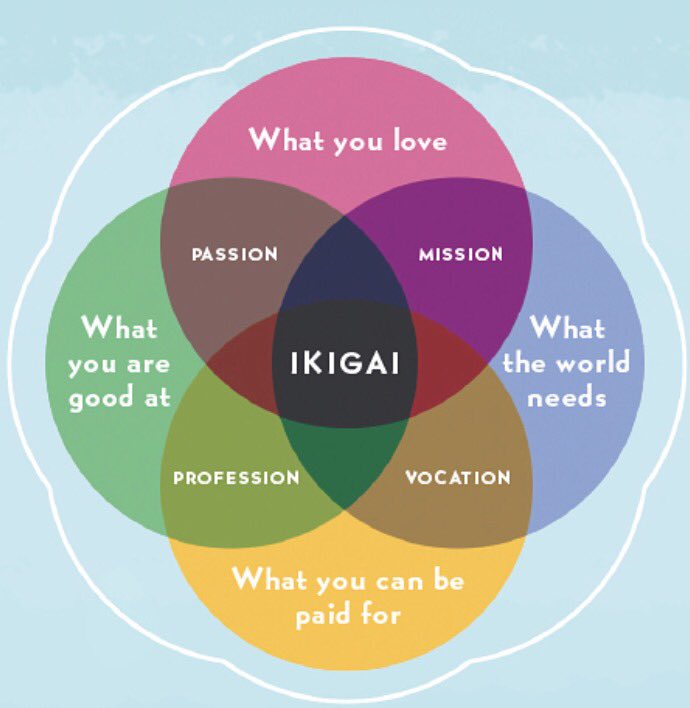 What you love
PASSION
MISSION
What
you are
good at
IKIGAI
What
the world
needs
PROFESSION
VOCATION
What you can be
paid for